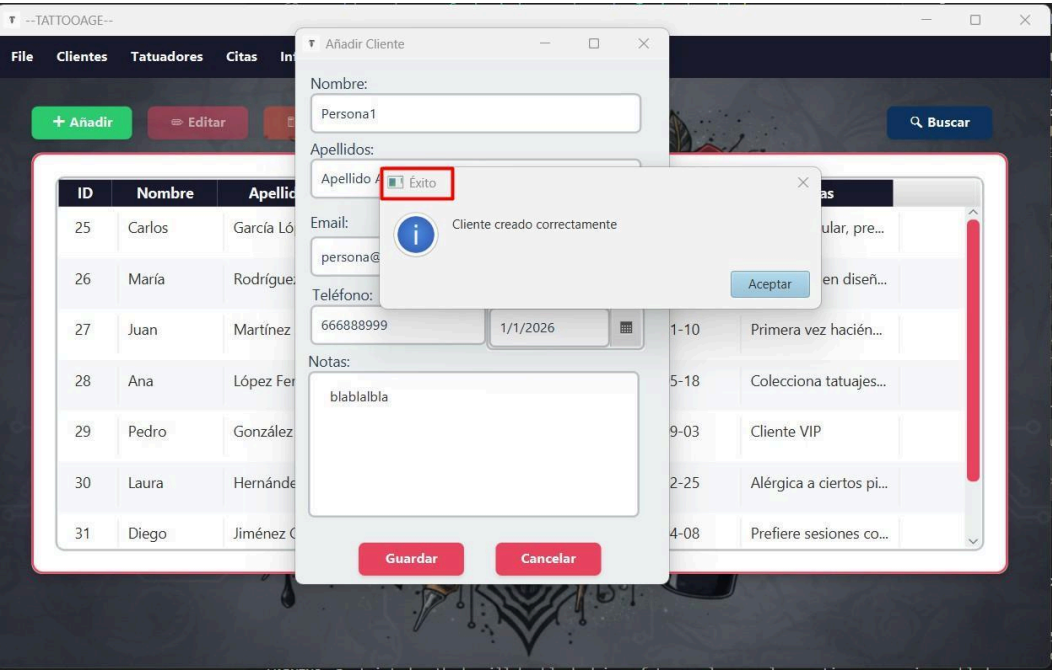 --TATTOOAGE--
File Clientes Tatuadores Citas
+ Añadir
Editar
Buscar
Añadir Cliente
Nombre:
Persona1
Apellidos:
Apellido
Email:
persona@
Teléfono:
666888999 1/1/2026
Notas:
blablalbla
Guardar Cancelar
Éxito
Cliente creado correctamente
Aceptar
ID Nombre
25 Carlos García
26 María
27 Juan Martínez 1-10 Primera vez hacién...
28 Ana López 5-18 Colecciona tatuajes...
29 Pedro González 9-03 Cliente VIP
30 Laura 2-25 Alérgica a ciertos pi...
31 Diego Jiménez 4-08 Prefiere sesiones co...
ular, pre...
en diseñ...